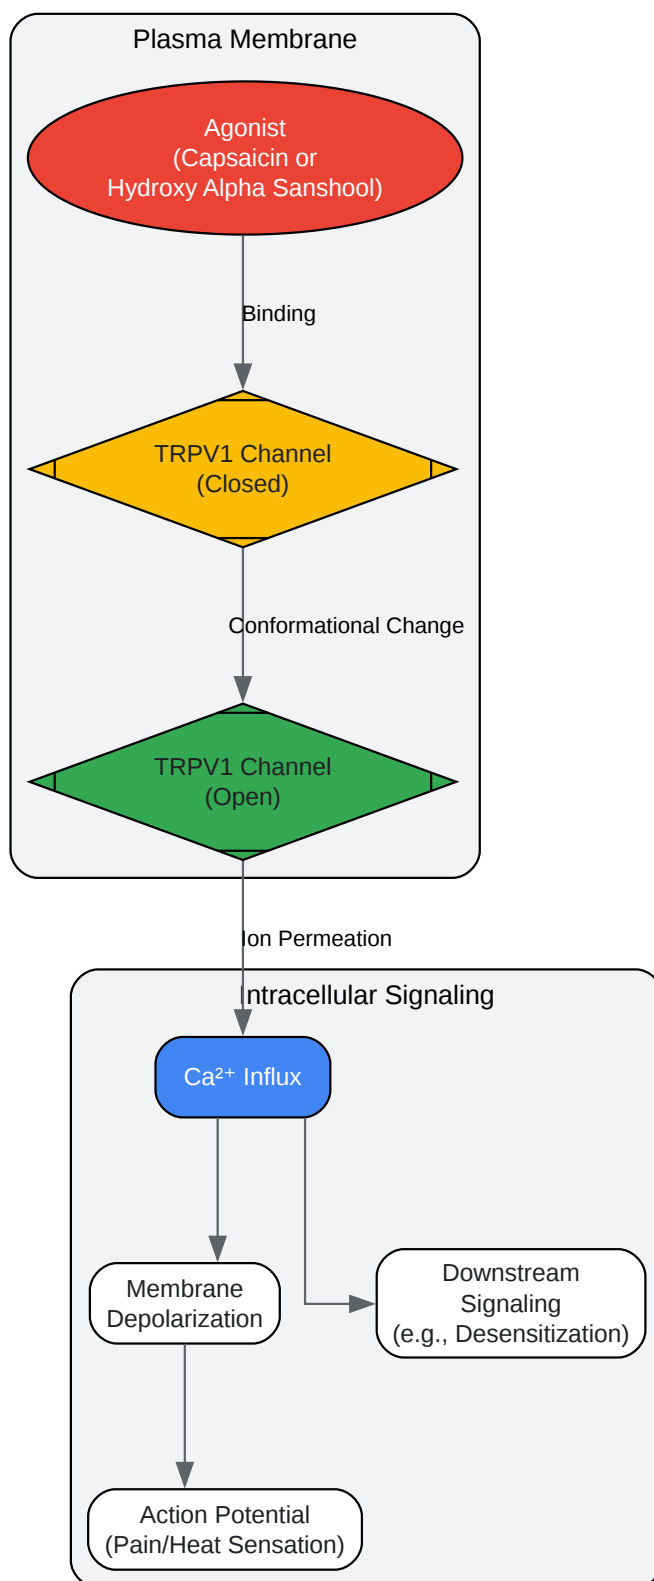 Plasma Membrane
Agonist
(Capsaicin or
Hydroxy Alpha Sanshool)
Binding
TRPV1 Channel
(Closed)
Conformational Change
TRPV1 Channel
(Open)
Ion Permeation
Intracellular Signaling
Ca²⁺ Influx
Membrane
Depolarization
Downstream
Signaling
(e.g., Desensitization)
Action Potential
(Pain/Heat Sensation)